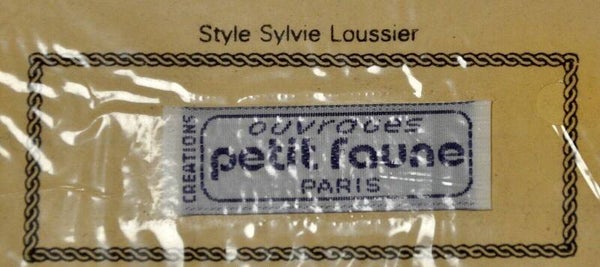 Style Sylvie Loussier
CREATIONS
ouvrages
petit faune
PARIS